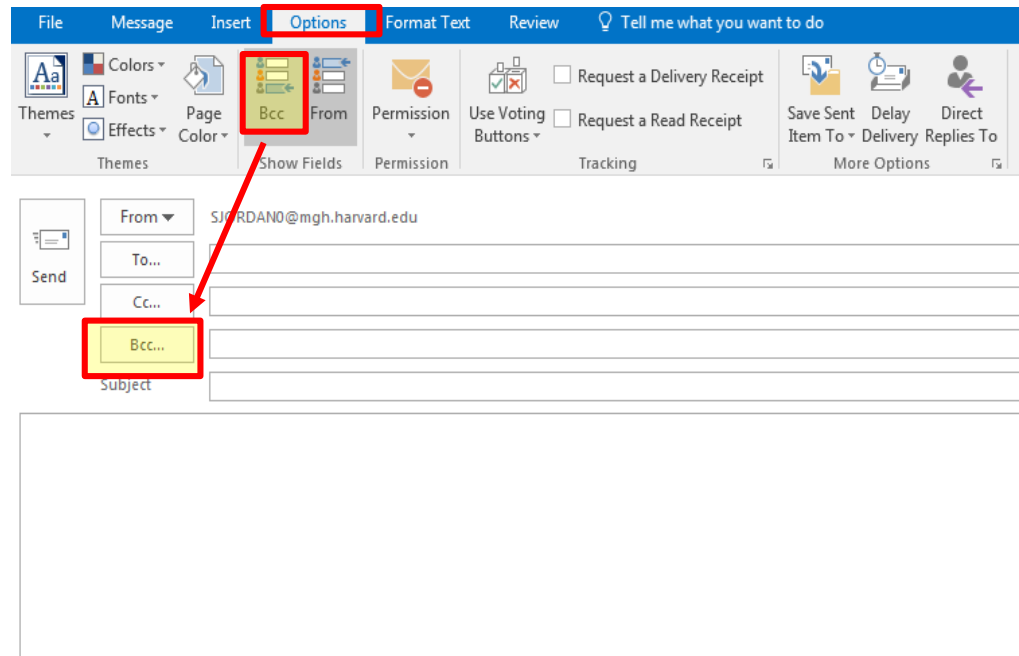 File Message Insert Options Format Text Review Tell me what you want to do
Aa Colors Bcc From Permission Use Voting Request a Delivery Receipt Save Sent Delay Direct
Themes A Fonts Page Buttons Request a Read Receipt Item To Delivery Replies To
Effects Color
Themes Show Fields Permission Tracking More Options
From SJORDAN0@mgh.harvard.edu
To...
Send
Cc...
Bcc...
Subject